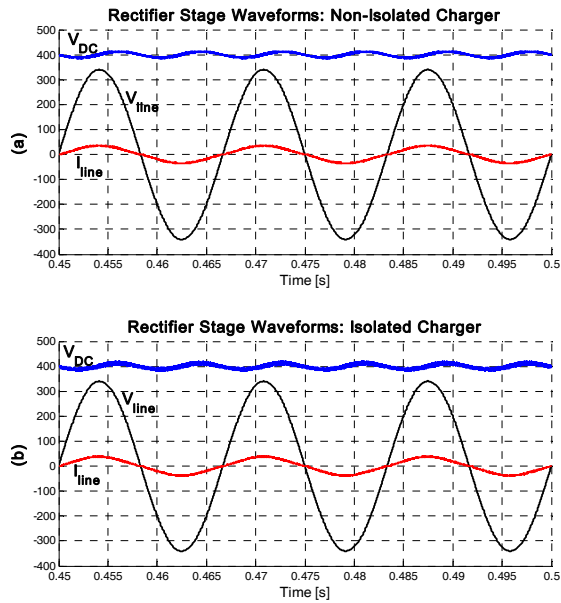 Rectifier Stage Waveforms: Non-Isolated Charger
500
400
300
200
100
0
-100
-200
-300
-400
V_DC
V_line
I_line
(a)
0.45 0.455 0.46 0.465 0.47 0.475 0.48 0.485 0.49 0.495 0.5
Time [s]
Rectifier Stage Waveforms: Isolated Charger
500
400
300
200
100
0
-100
-200
-300
-400
V_DC
V_line
I_line
(b)
0.45 0.455 0.46 0.465 0.47 0.475 0.48 0.485 0.49 0.495 0.5
Time [s]